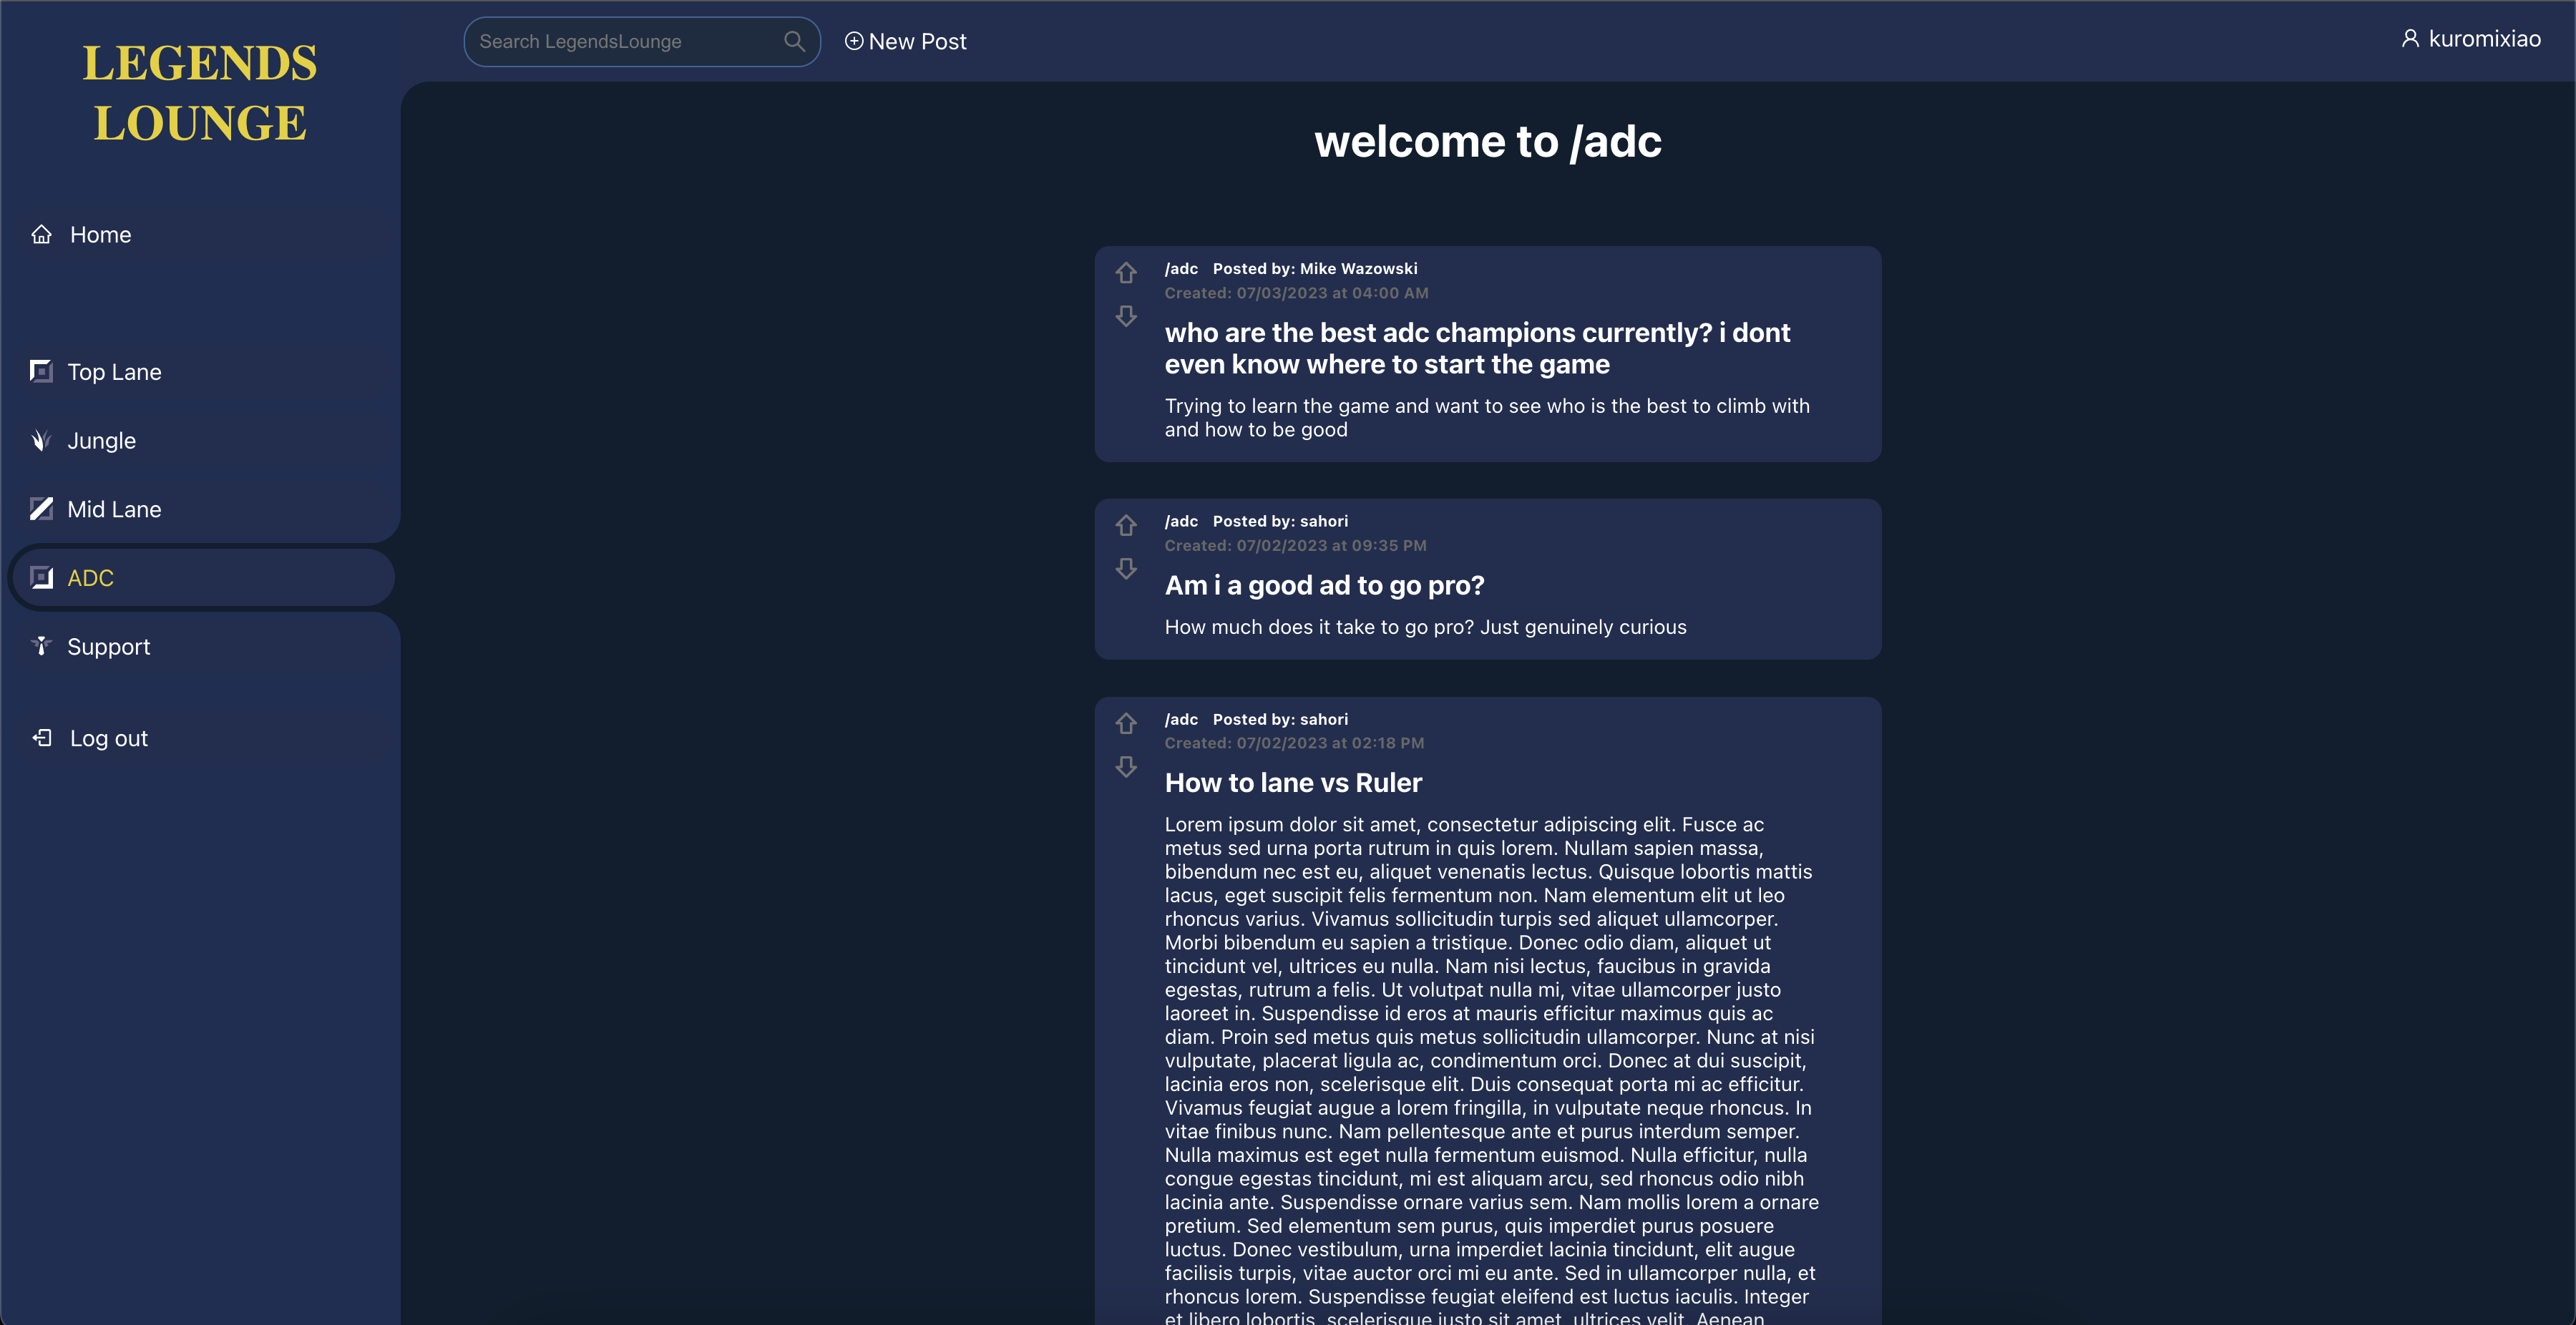 LEGENDS
LOUNGE
Search LegendsLounge
New Post
kuromixiao
Home
Top Lane
Jungle
Mid Lane
ADC
Support
Log out
welcome to /adc
/adc Posted by: Mike Wazowski
Created: 07/03/2023 at 04:00 AM
who are the best adc champions currently? i dont
even know where to start the game
Trying to learn the game and want to see who is the best to climb with
and how to be good
/adc Posted by: sahori
Created: 07/02/2023 at 09:35 PM
Am i a good ad to go pro?
How much does it take to go pro? Just genuinely curious
/adc Posted by: sahori
Created: 07/02/2023 at 02:18 PM
How to lane vs Ruler
Lorem ipsum dolor sit amet, consectetur adipiscing elit. Fusce ac
metus sed urna porta rutrum in quis lorem. Nullam sapien massa,
bibendum nec est eu, aliquet venenatis lectus. Quisque lobortis mattis
lacus, eget suscipit felis fermentum non. Nam elementum elit ut leo
rhoncus varius. Vivamus sollicitudin turpis sed aliquet ullamcorper.
Morbi bibendum eu sapien a tristique. Donec odio diam, aliquet ut
tincidunt vel, ultrices eu nulla. Nam nisi lectus, faucibus in gravida
egestas, rutrum a felis. Ut volutpat nulla mi, vitae ullamcorper justo
laoreet in. Suspendisse id eros at mauris efficitur maximus quis ac
diam. Proin sed metus quis metus sollicitudin ullamcorper. Nunc at nisi
vulputate, placerat ligula ac, condimentum orci. Donec at dui suscipit,
lacinia eros non, scelerisque elit. Duis consequat porta mi ac efficitur.
Vivamus feugiat augue a lorem fringilla, in vulputate neque rhoncus. In
vitae finibus nunc. Nam pellentesque ante et purus interdum semper.
Nulla maximus est eget nulla fermentum euismod. Nulla efficitur, nulla
congue egestas tincidunt, mi est aliquam arcu, sed rhoncus odio nibh
lacinia ante. Suspendisse ornare varius sem. Nam mollis lorem a ornare
pretium. Sed elementum sem purus, quis imperdiet purus posuere
luctus. Donec vestibulum, urna imperdiet lacinia tincidunt, elit augue
facilisis turpis, vitae auctor orci mi eu ante. Sed in ullamcorper nulla, et
rhoncus lorem. Suspendisse feugiat eleifend est luctus iaculis. Integer
et libero lobortis, scelerisque justo sit amet, ultrices velit. Aenean